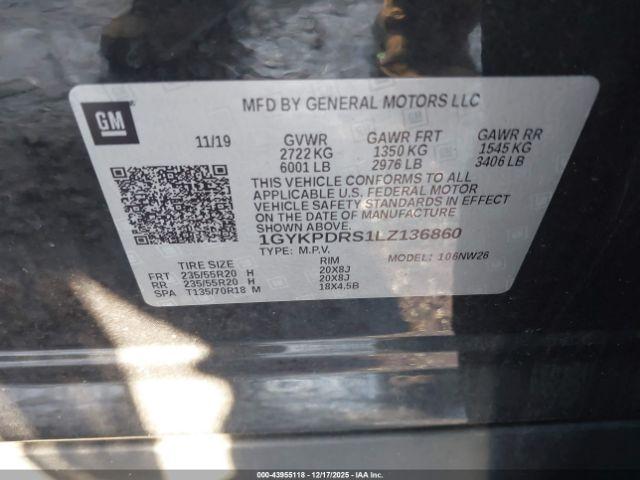 GM
MFD BY GENERAL MOTORS LLC
11/19 GVWR GAWR FRT GAWR RR
2722 KG 1350 KG 1545 KG
6001 LB 2976 LB 3406 LB
THIS VEHICLE CONFORMS TO ALL
APPLICABLE U.S. FEDERAL MOTOR
VEHICLE SAFETY STANDARDS IN EFFECT
ON THE DATE OF MANUFACTURE
SHOWN ABOVE.
1GYKPDRS1LZ136860
TYPE: M.P.V. MODEL: 106NW26
TIRE SIZE RIM
FRT 235/55R20 H 20X8J
RR 235/55R20 H 20X8J
SPA T135/70R18 M 18X4.5B
00-43955118 - 12/17/2025 - IAA Inc.